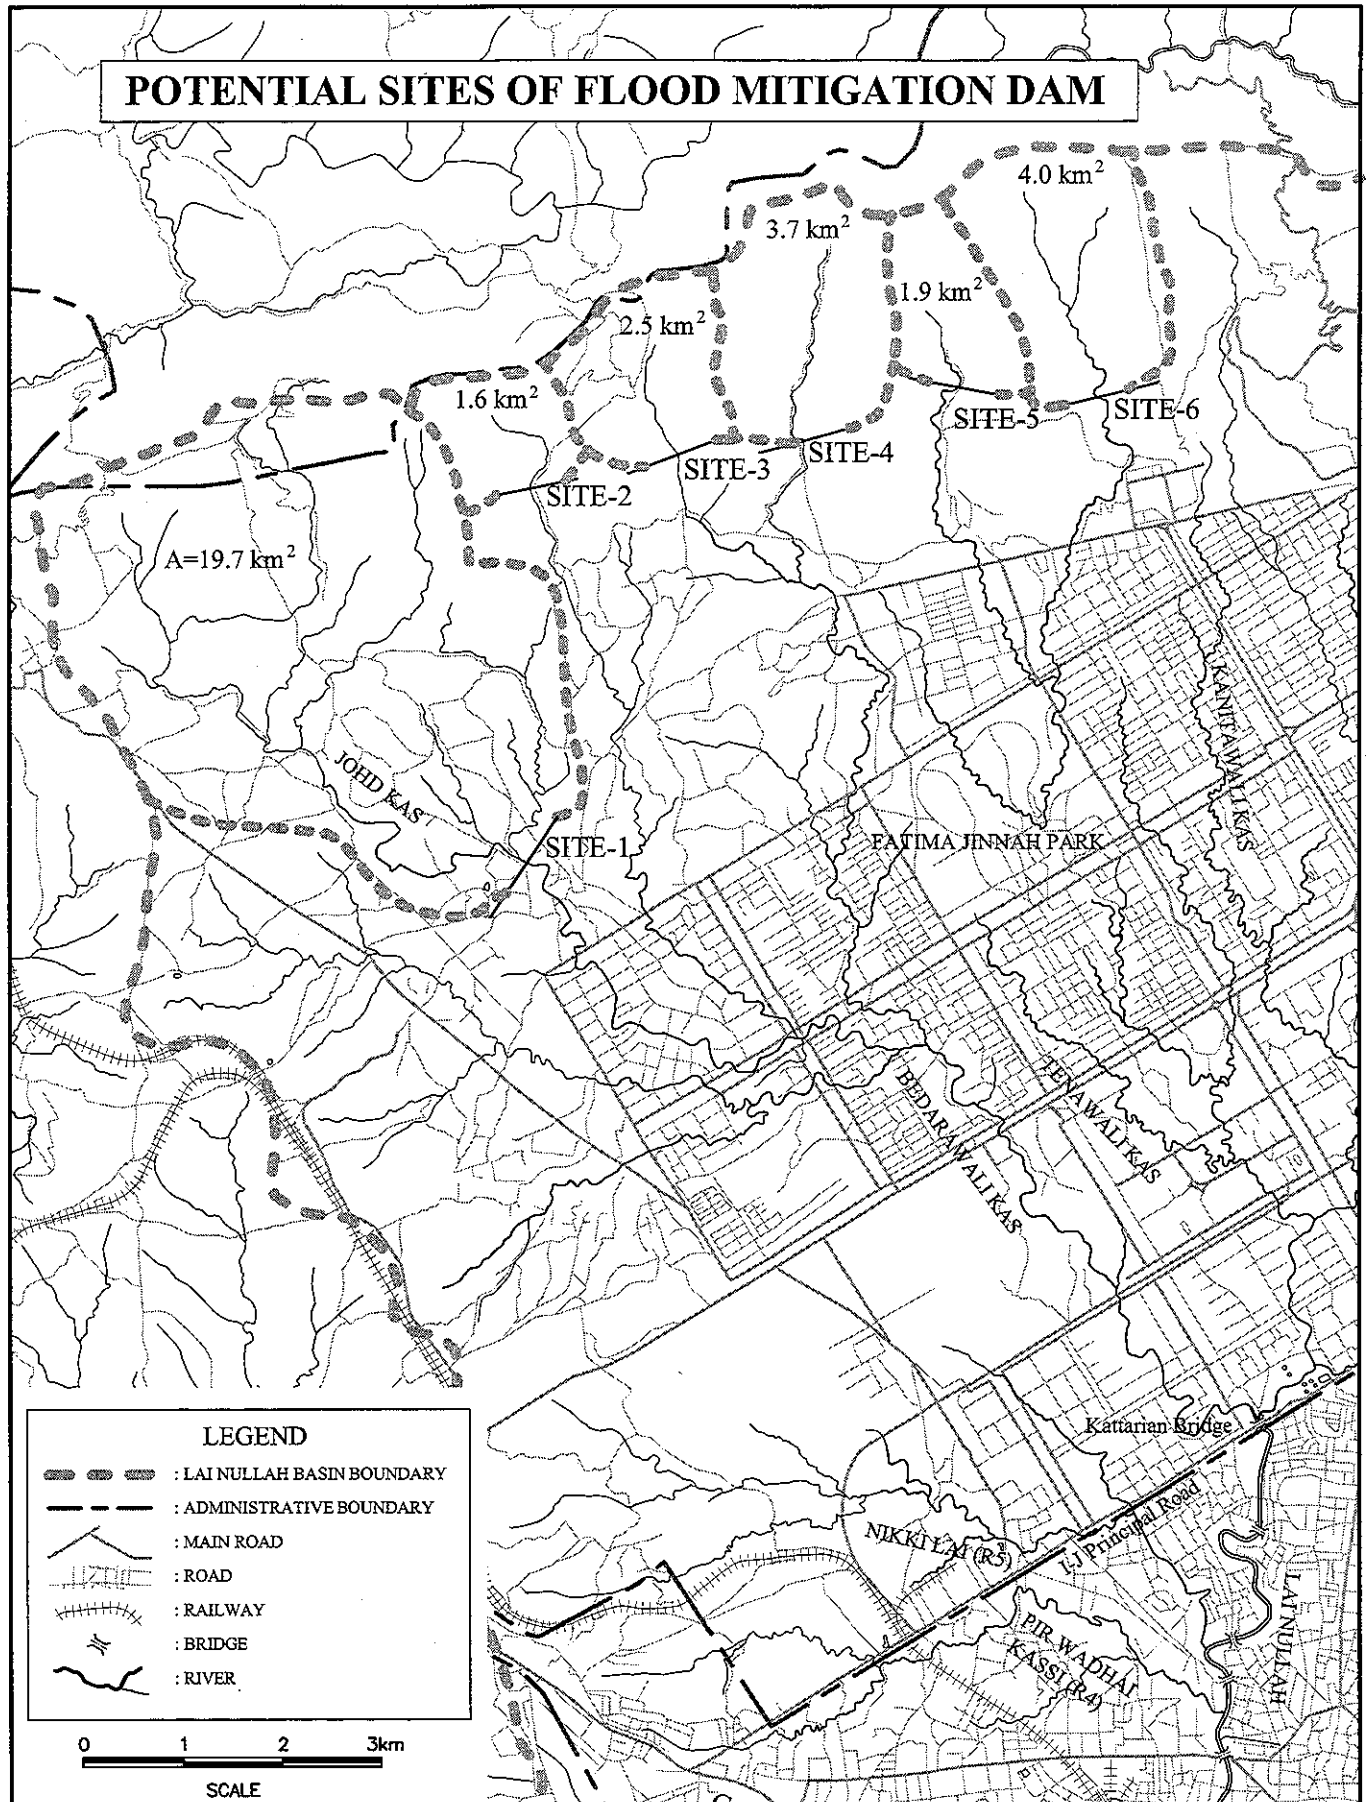 POTENTIAL SITES OF FLOOD MITIGATION DAM
4.0 km²
3.7 km²
1.9 km²
2.5 km²
1.6 km²
SITE-5
SITE-6
SITE-4
SITE-3
SITE-2
A=19.7 km²
KANITAWALI KAS
JOHD KAS
SITE-1
FATIMA JINNAH PARK
BEDARAWALI KAS
TENAWALI KAS
Kattarian Bridge
I-J Principal Road
NIKKI LAI (R5)
PIR WADHAI
KASSI (R4)
LAI NULLAH
LEGEND
: LAI NULLAH BASIN BOUNDARY
: ADMINISTRATIVE BOUNDARY
: MAIN ROAD
: ROAD
: RAILWAY
: BRIDGE
: RIVER
0 1 2 3km
SCALE